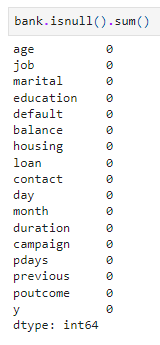 bank.isnull().sum()
age 0
job 0
marital 0
education 0
default 0
balance 0
housing 0
loan 0
contact 0
day 0
month 0
duration 0
campaign 0
pdays 0
previous 0
poutcome 0
y 0
dtype: int64